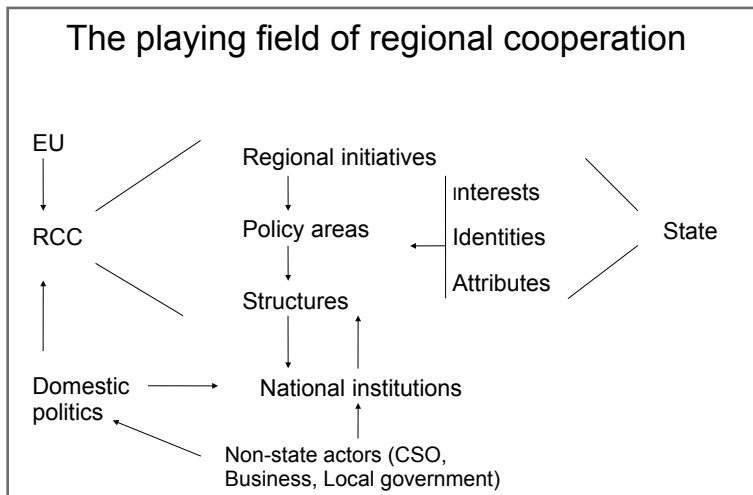 The playing field of regional cooperation
EU
RCC
Domestic
politics
Regional initiatives
Policy areas
Structures
National institutions
Non-state actors (CSO,
Business, Local government)
Interests
Identities
Attributes
State